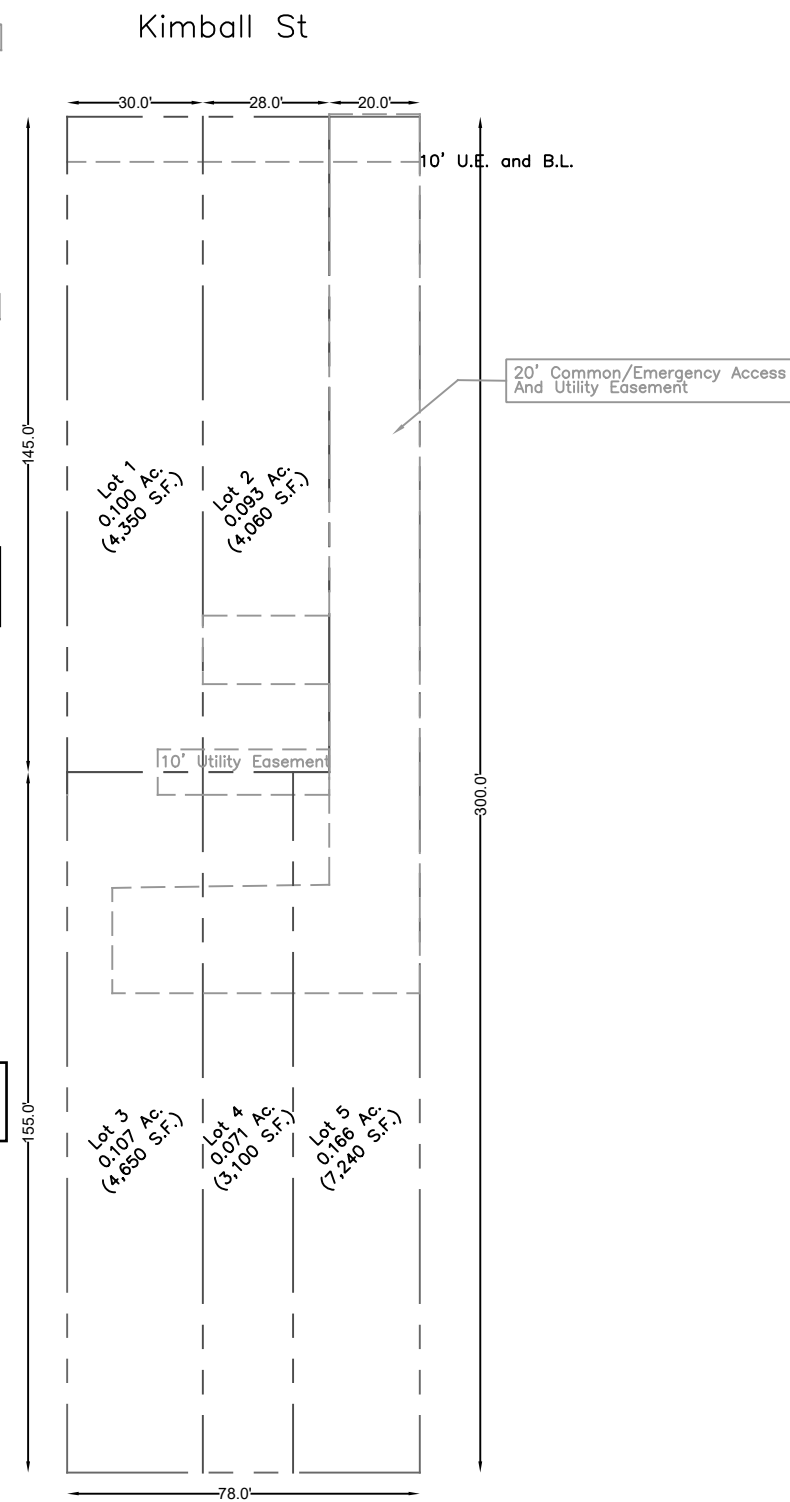 Kimball St
30.0'
28.0'
20.0'
10' U.E. and B.L.
20' Common/Emergency Access
And Utility Easement
145.0'
Lot 1
0.100 Ac.
(4,350 S.F.)
Lot 2
0.093 Ac.
(4,060 S.F.)
10' Utility Easement
300.0'
155.0'
Lot 3
0.107 Ac.
(4,650 S.F.)
Lot 4
0.071 Ac.
(3,100 S.F.)
Lot 5
0.166 Ac.
(7,240 S.F.)
78.0'